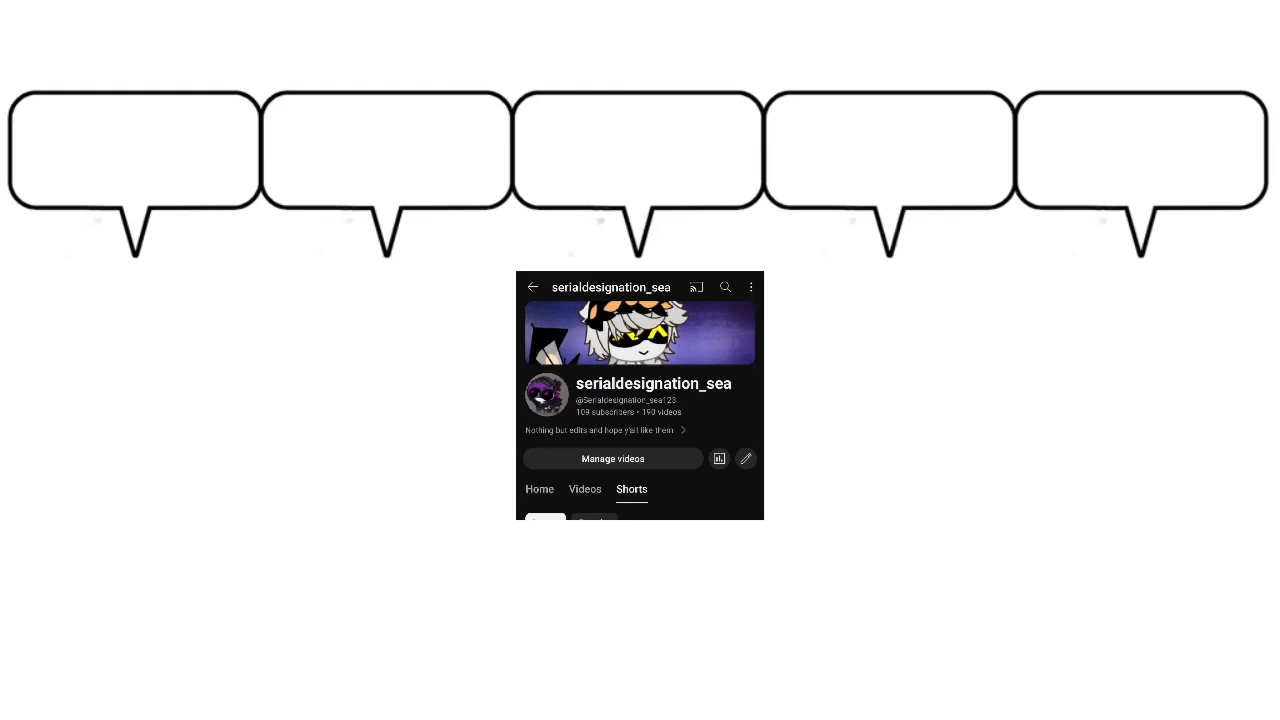 serialdesignation_sea
serialdesignation_sea
@Serialdesignation_sea123
109 subscribers • 190 videos
Nothing but edits and hope y'all like them
Manage videos
Home Videos Shorts